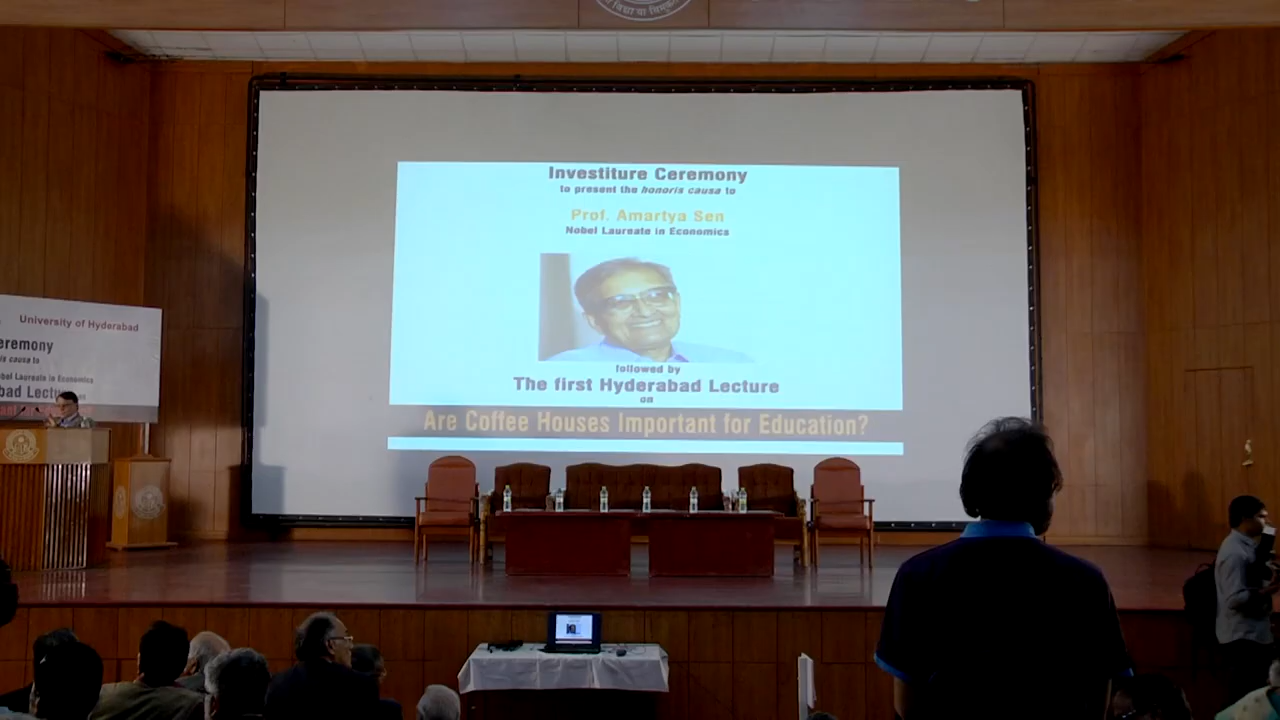 या विद्या या विमुक्तये
Investiture Ceremony
to present the honoris causa to
Prof. Amartya Sen
Nobel Laureate in Economics
followed by
The first Hyderabad Lecture
on
Are Coffee Houses Important for Education?
University of Hyderabad
eremony
is causa to
bel Laureate in Economics
bad Lectu